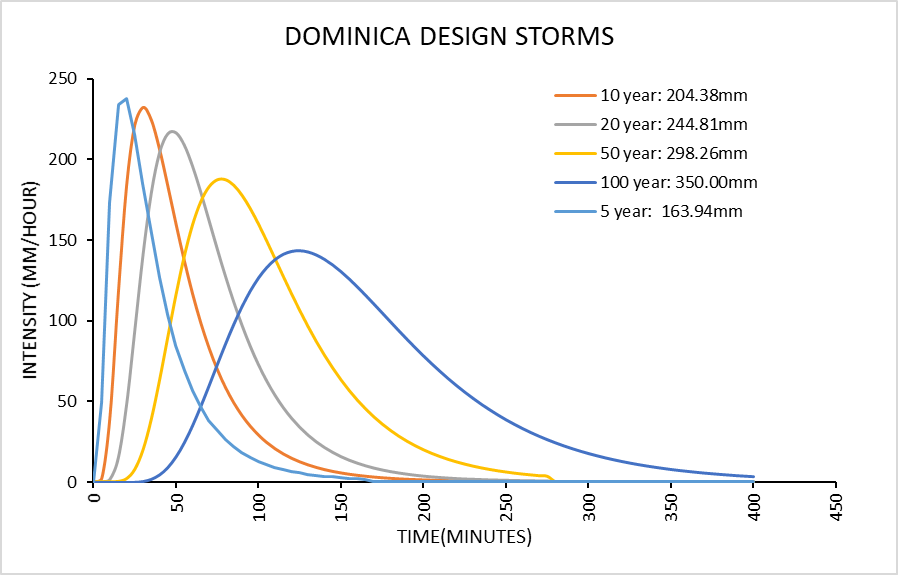 DOMINICA DESIGN STORMS
250
200
150
100
50
0
INTENSITY (MM/HOUR)
10 year: 204.38mm
20 year: 244.81mm
50 year: 298.26mm
100 year: 350.00mm
5 year:  163.94mm
0
50
100
150
200
250
300
350
400
450
TIME(MINUTES)